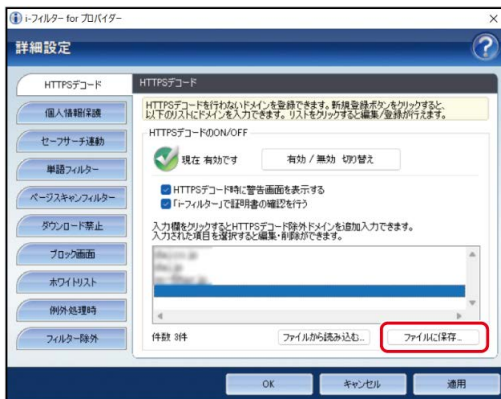 i-フィルター for プロバイダー
詳細設定
HTTPSデコード
個人情報保護
セーフサーチ連動
単語フィルター
ページスキャンフィルター
ダウンロード禁止
ブロック画面
ホワイトリスト
例外処理時
フィルター除外
HTTPSデコード
HTTPSデコードを行わないドメインを登録できます。新規登録ボタンをクリックすると、
以下のリストにドメインを入力できます。リストをクリックすると編集/登録が行えます。
HTTPSデコードのON/OFF
現在 有効です
有効 / 無効 切り替え
HTTPSデコード時に警告画面を表示する
「i-フィルター」で証明書の確認を行う
入力欄をクリックするとHTTPSデコード除外ドメインを追加入力できます。
入力された項目を選択すると編集・削除ができます。
件数 3件
ファイルから読み込む...
ファイルに保存...
OK
キャンセル
適用